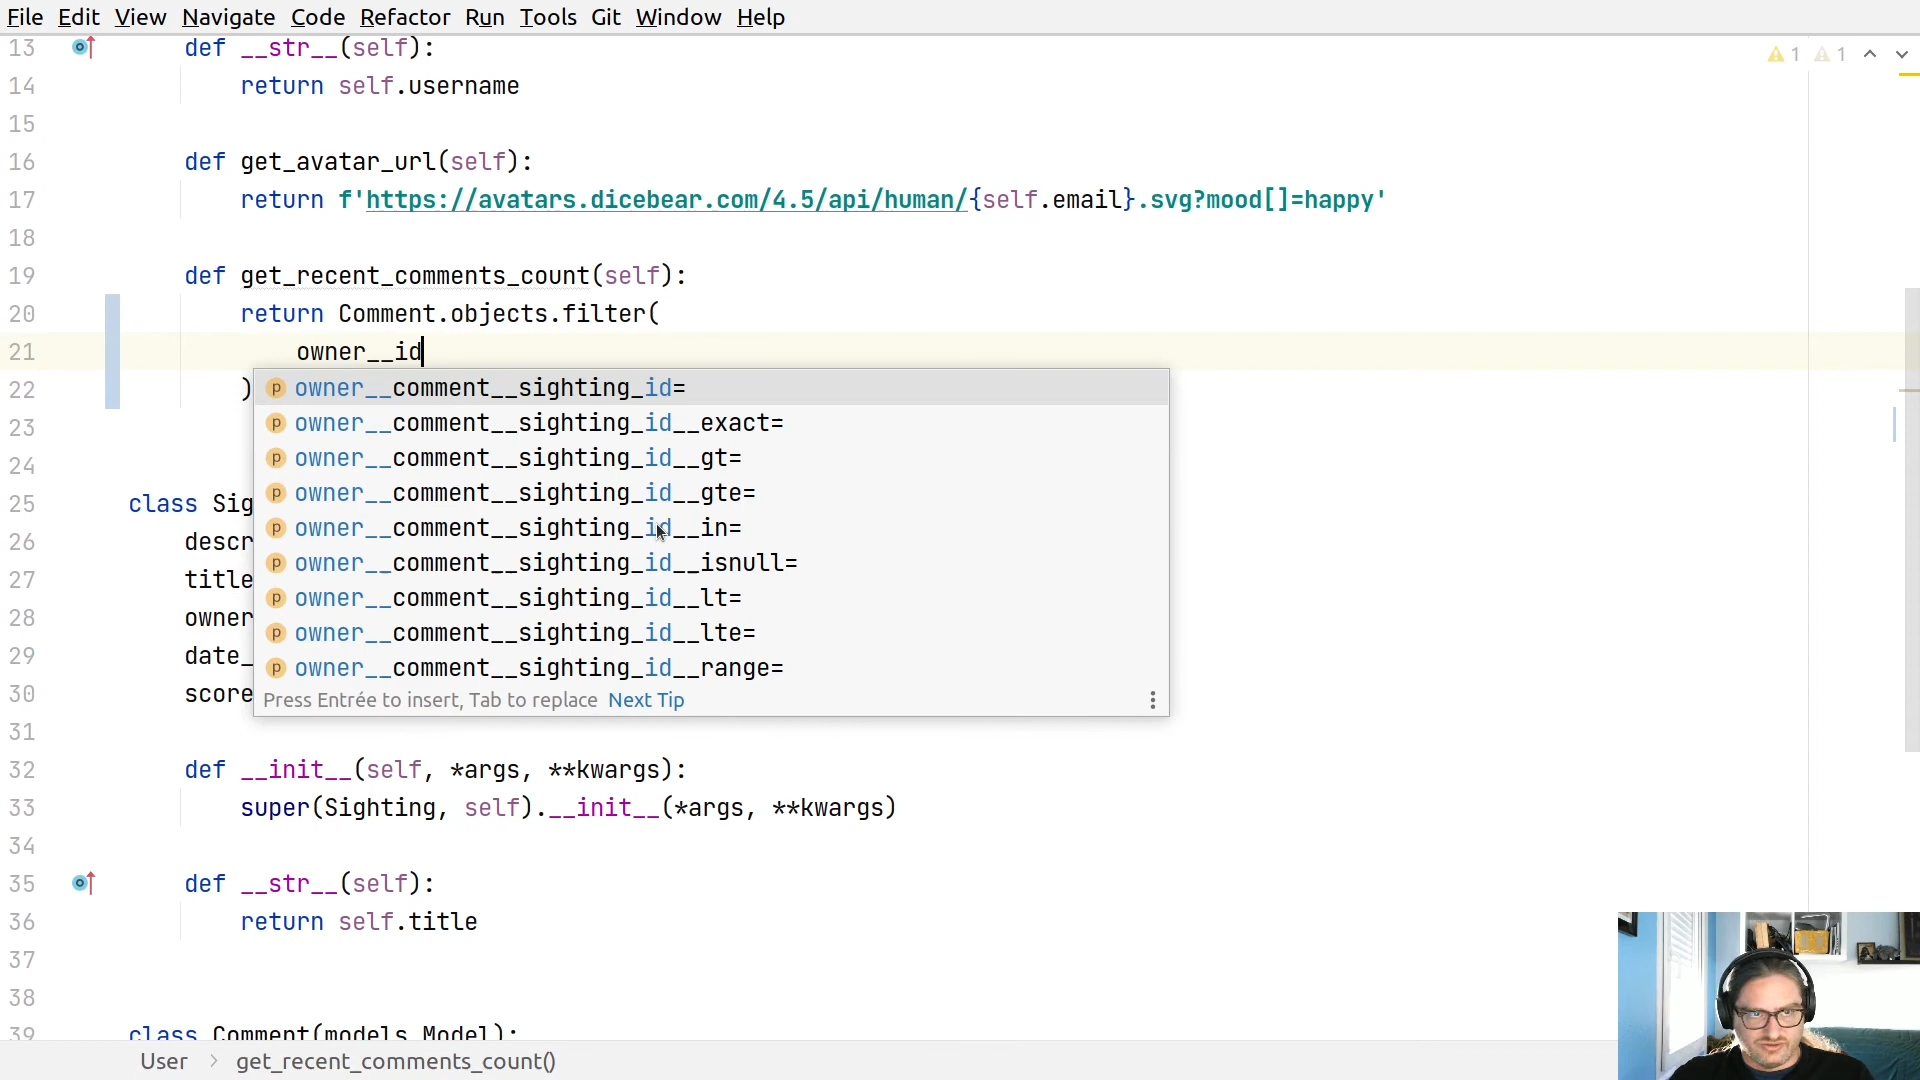 File Edit View Navigate Code Refactor Run Tools Git Window Help
13 def __str__(self):
14 return self.username
15
16 def get_avatar_url(self):
17 return f'https://avatars.dicebear.com/4.5/api/human/{self.email}.svg?mood[]=happy'
18
19 def get_recent_comments_count(self):
20 return Comment.objects.filter(
21 owner__id
22 )
23
24
25 class Sig
26 descr
27 title
28 owner
29 date_
30 score
31
32 def __init__(self, *args, **kwargs):
33 super(Sighting, self).__init__(*args, **kwargs)
34
35 def __str__(self):
36 return self.title
37
38
39 class Comment(models.Model):
1 1
p owner__comment__sighting_id=
p owner__comment__sighting_id__exact=
p owner__comment__sighting_id__gt=
p owner__comment__sighting_id__gte=
p owner__comment__sighting_id__in=
p owner__comment__sighting_id__isnull=
p owner__comment__sighting_id__lt=
p owner__comment__sighting_id__lte=
p owner__comment__sighting_id__range=
Press Entrée to insert, Tab to replace Next Tip
User > get_recent_comments_count()